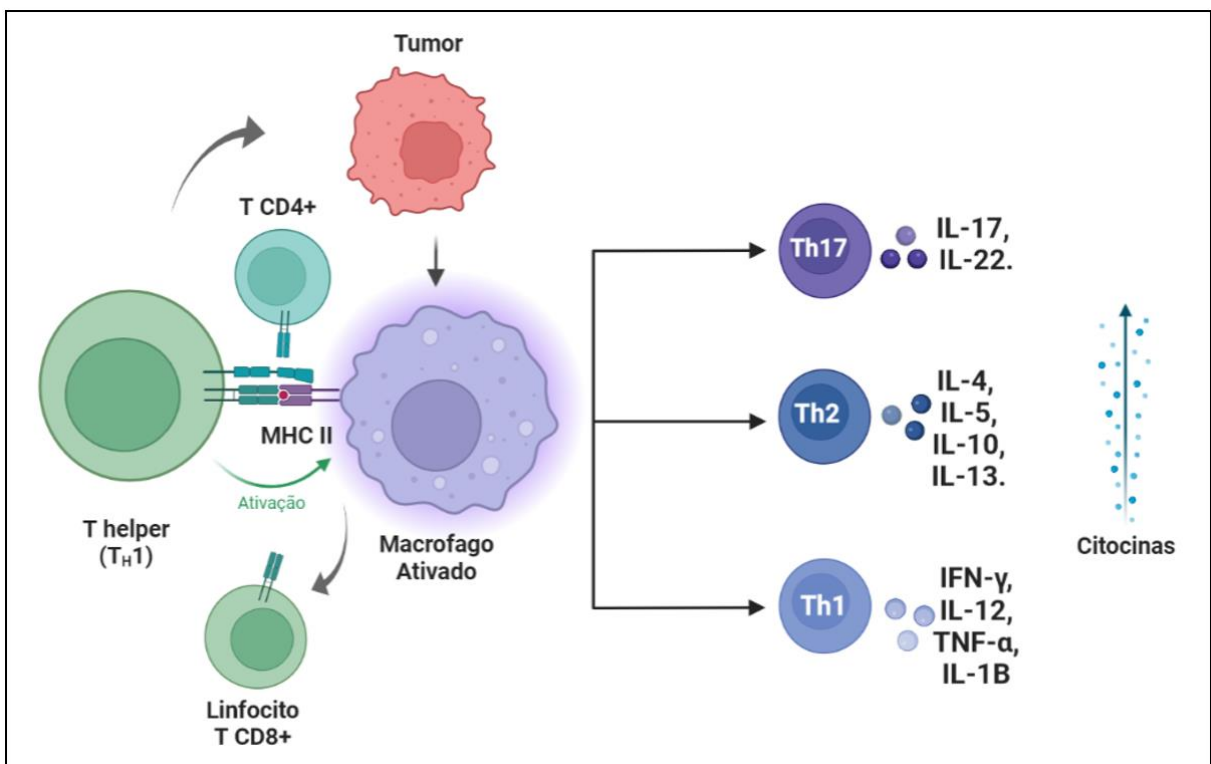 Tumor
T CD4+
MHC II
Ativação
T helper
(TH1)
Macrofago
Ativado
Linfocito
T CD8+
Th17
IL-17,
IL-22.
Th2
IL-4,
IL-5,
IL-10,
IL-13.
Th1
IFN-γ,
IL-12,
TNF-α,
IL-1B
Citocinas